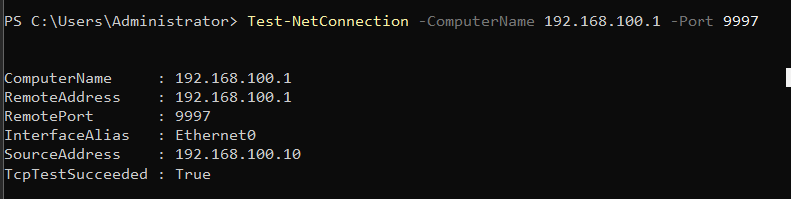 PS C:\Users\Administrator> Test-NetConnection -ComputerName 192.168.100.1 -Port 9997
ComputerName     : 192.168.100.1
RemoteAddress    : 192.168.100.1
RemotePort       : 9997
InterfaceAlias   : Ethernet0
SourceAddress    : 192.168.100.10
TcpTestSucceeded : True